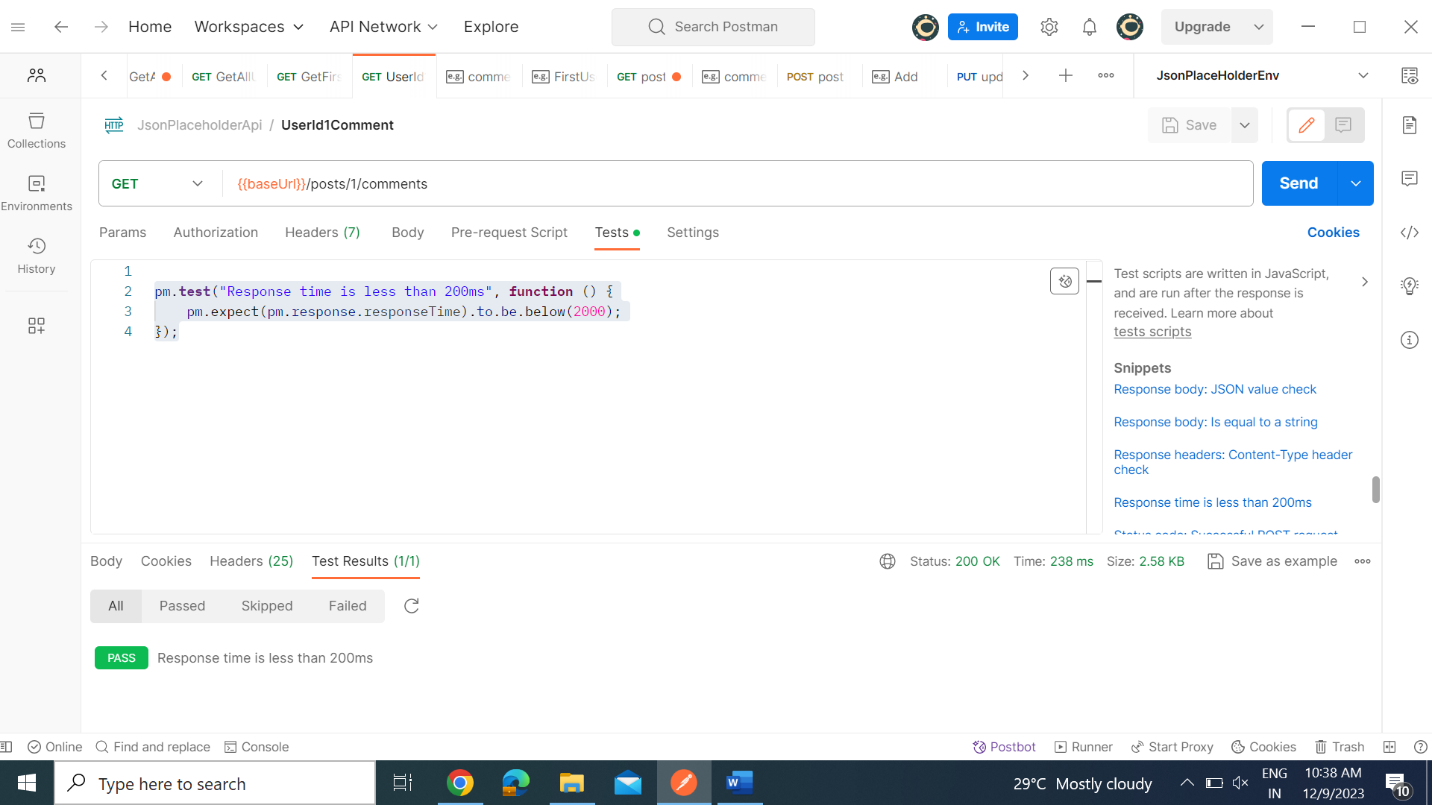 Home Workspaces API Network Explore Search Postman Invite Upgrade
GetA GET GetAllU GET GetFirs GET UserId e.g. comme e.g. FirstUs GET post e.g. comme POST post e.g. Add PUT upd JsonPlaceHolderEnv
HTTP JsonPlaceholderApi / UserId1Comment Save
Collections
GET {{baseUrl}}/posts/1/comments Send
Environments
Params Authorization Headers (7) Body Pre-request Script Tests Settings Cookies
History
1
2 pm.test("Response time is less than 200ms", function () {
3 pm.expect(pm.response.responseTime).to.be.below(2000);
4 });
Test scripts are written in JavaScript,
and are run after the response is
received. Learn more about
tests scripts
Snippets
Response body: JSON value check
Response body: Is equal to a string
Response headers: Content-Type header
check
Response time is less than 200ms
Status code: Successful POST request
Body Cookies Headers (25) Test Results (1/1) Status: 200 OK Time: 238 ms Size: 2.58 KB Save as example
All Passed Skipped Failed
PASS Response time is less than 200ms
Online Find and replace Console Postbot Runner Start Proxy Cookies Trash
Type here to search 29°C Mostly cloudy ENG 10:38 AM
IN 12/9/2023 10